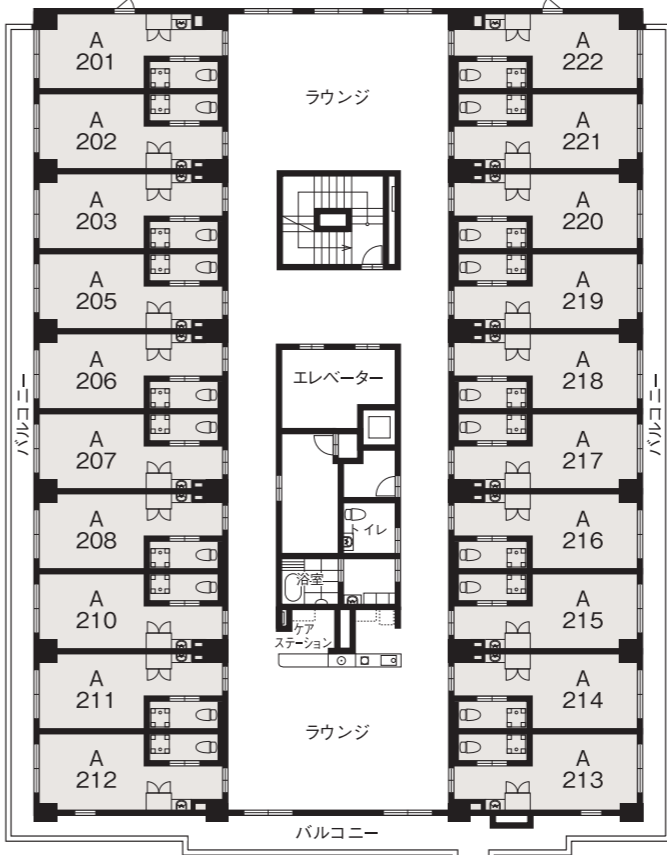 A
201
A
202
A
203
A
205
A
206
A
207
A
208
A
210
A
211
A
212
バルコニー
ラウンジ
エレベーター
トイレ
浴室
ケア
ステーション
ラウンジ
バルコニー
A
222
A
221
A
220
A
219
A
218
A
217
A
216
A
215
A
214
A
213
バルコニー